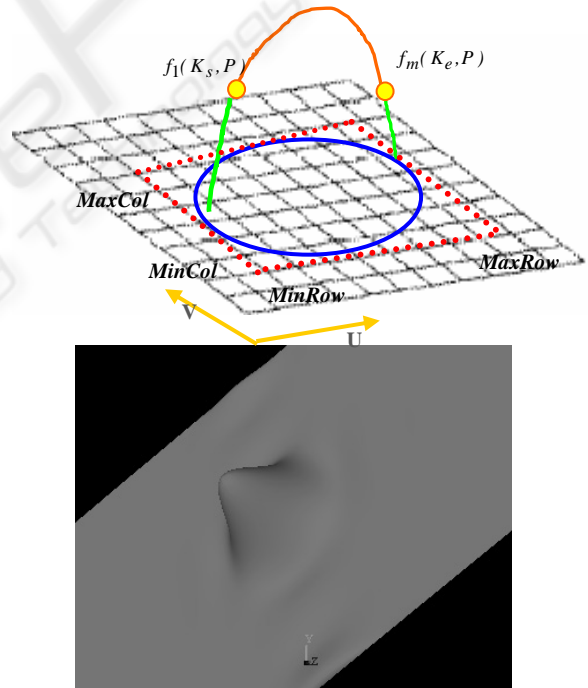 f1( Ks , P)
fm( Ke , P)
MaxCol
MinCol
MinRow
MaxRow
V
U
Y
Z